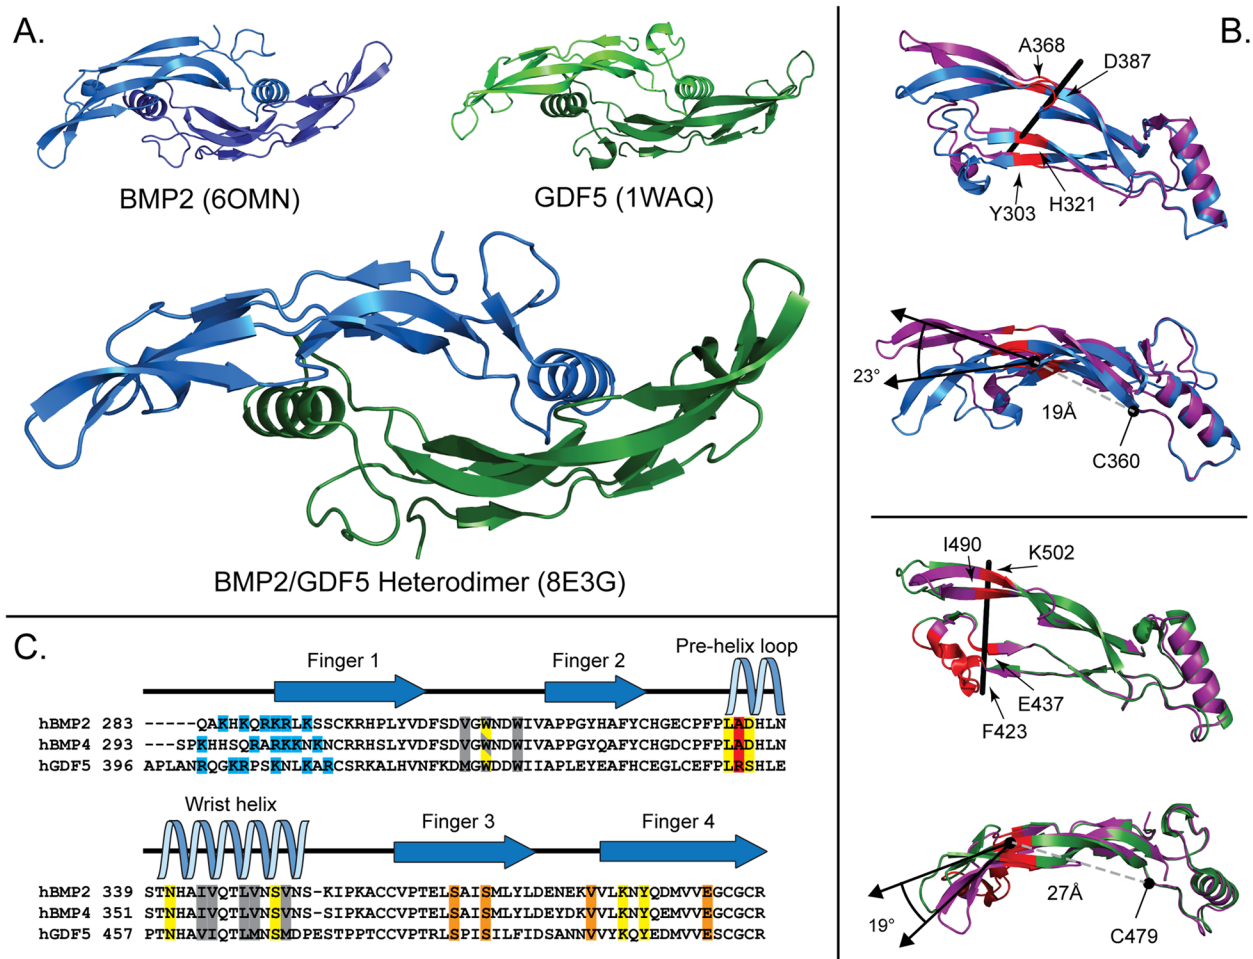 A.
BMP2 (6OMN)
GDF5 (1WAQ)
BMP2/GDF5 Heterodimer (8E3G)
B.
A368
D387
Y303
H321
23°
19Å
C360
I490
K502
E437
F423
27Å
19°
C479
C.
Finger 1
Finger 2
Pre-helix loop
hBMP2 283 -----QAKHKQRKRLKSSCKRHPLYVDFSDVGWNDWIVAPPGYHAFYCHGECPFPLADHLN
hBMP4 293 ---SPKHHSQRARKKNKNCRRHSLYVDFSDVGWNDWIVAPPGYQAFYCHGDCPFPLADHLN
hGDF5 396 APLANRQGKRPSKNLKARCSRKALHVNFKDMGWDDWIIAPLEYEAFHCEGLCEFPLRSHLE
Wrist helix
Finger 3
Finger 4
hBMP2 339 STNHAIVQTLVNSVNS-KIPKACCVPTELSAISMLYLDENEKVVLKNYQDMVVEGCGCR
hBMP4 351 STNHAIVQTLVNSVNS-SIPKACCVPTELSAISMLYLDEYDKVVLKNYQEMVVEGCGCR
hGDF5 457 PTNHAVIQTLMNSMDPESTPPTCCVPTRLSPISILFIDSANNVVYKQYEDMVVESCGCR